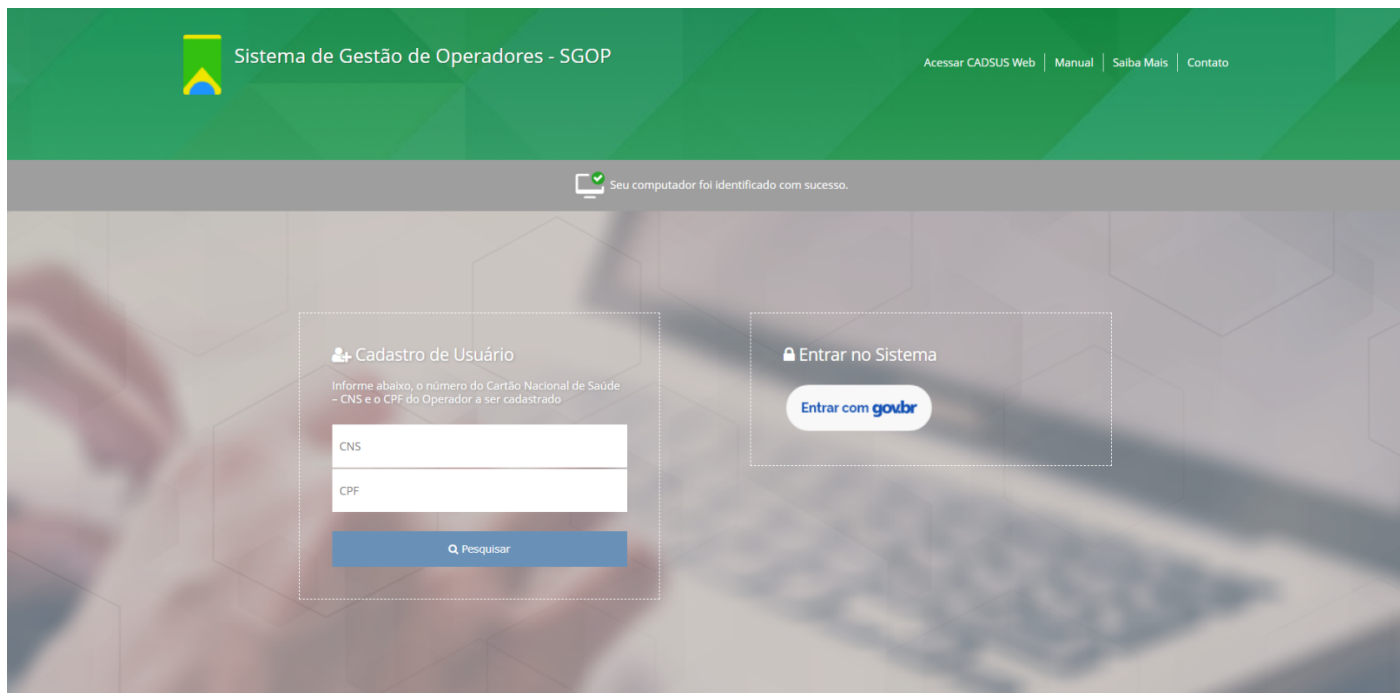 Sistema de Gestão de Operadores - SGOP
Acessar CADSUS Web
Manual
Saiba Mais
Contato
Seu computador foi identificado com sucesso.
Cadastro de Usuário
Informe abaixo, o número do Cartão Nacional de Saúde
– CNS e o CPF do Operador a ser cadastrado
CNS
CPF
Pesquisar
Entrar no Sistema
Entrar com gov.br